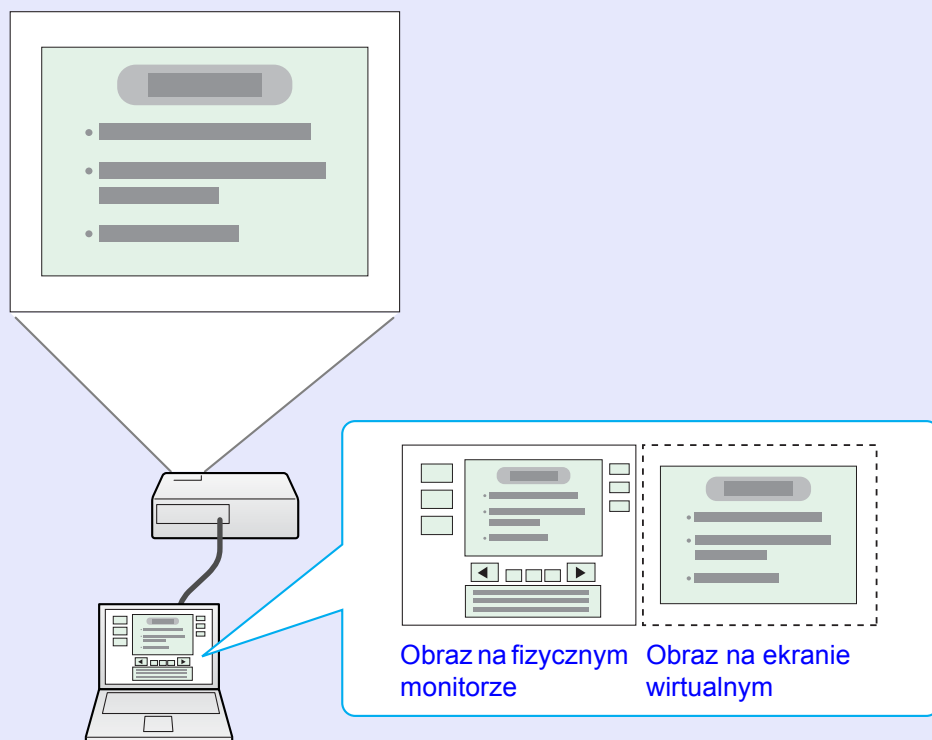 Obraz na fizycznym
monitorze
Obraz na ekranie
wirtualnym